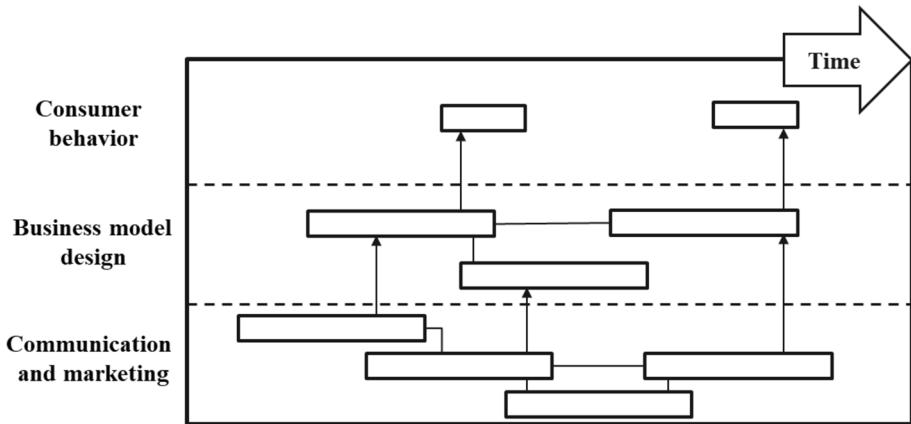 Time
Consumer
behavior
Business model
design
Communication
and marketing